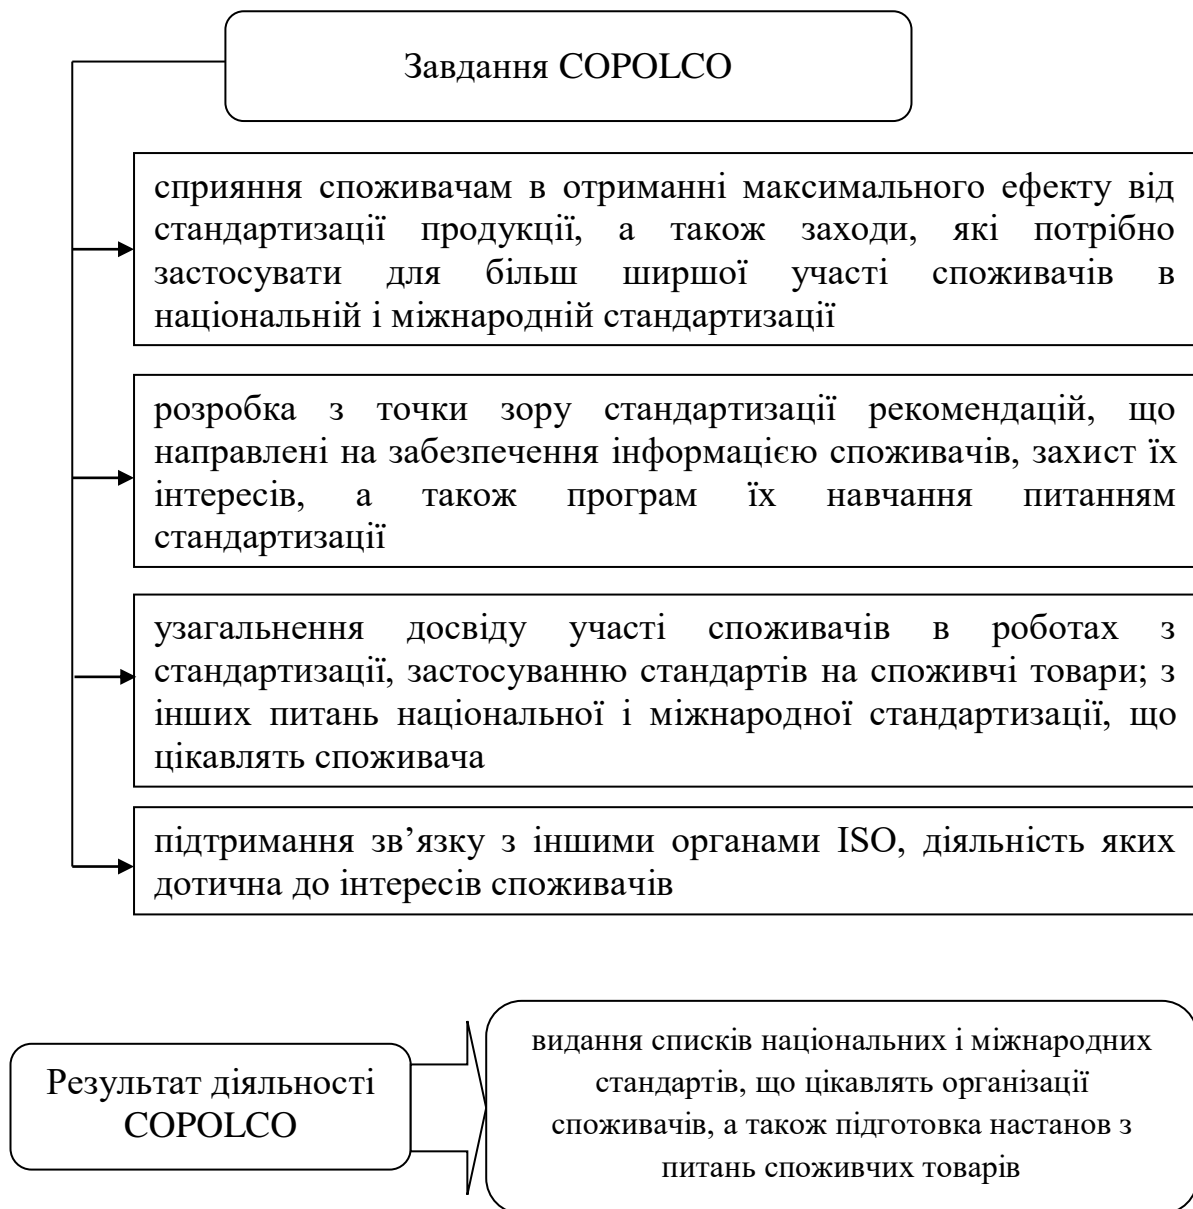 Завдання COPOLCO
сприяння споживачам в отриманні максимального ефекту від
стандартизації продукції, а також заходи, які потрібно
застосувати для більш ширшої участі споживачів в
національній і міжнародній стандартизації
розробка з точки зору стандартизації рекомендацій, що
направлені на забезпечення інформацією споживачів, захист їх
інтересів, а також програм їх навчання питанням
стандартизації
узагальнення досвіду участі споживачів в роботах з
стандартизації, застосуванню стандартів на споживчі товари; з
інших питань національної і міжнародної стандартизації, що
цікавлять споживача
підтримання зв’язку з іншими органами ISO, діяльність яких
дотична до інтересів споживачів
Результат діяльності
COPOLCO
видання списків національних і міжнародних
стандартів, що цікавлять організації
споживачів, а також підготовка настанов з
питань споживчих товарів